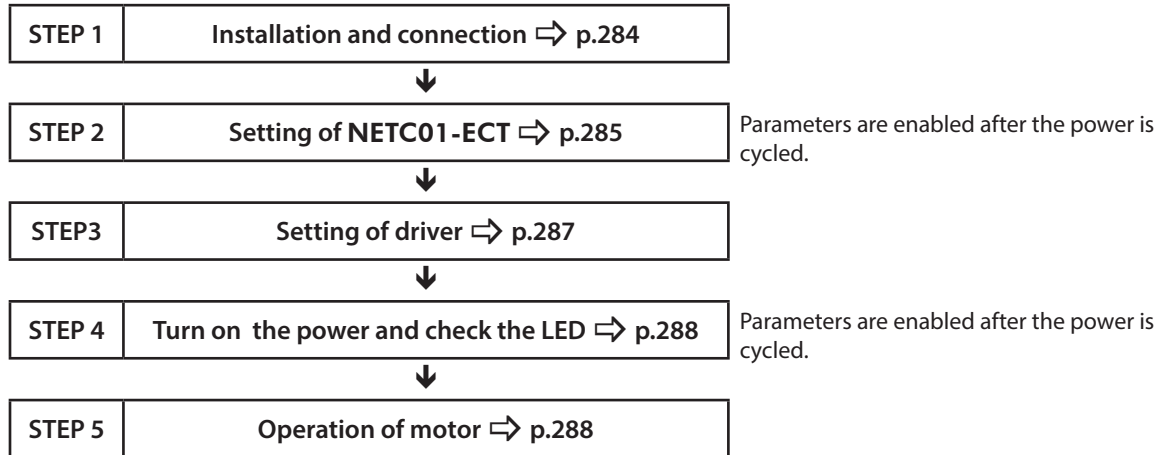 STEP 1 Installation and connection ⇨ p.284
STEP 2 Setting of NETC01-ECT ⇨ p.285
Parameters are enabled after the power is
cycled.
STEP3 Setting of driver ⇨ p.287
STEP 4 Turn on the power and check the LED ⇨ p.288
Parameters are enabled after the power is
cycled.
STEP 5 Operation of motor ⇨ p.288